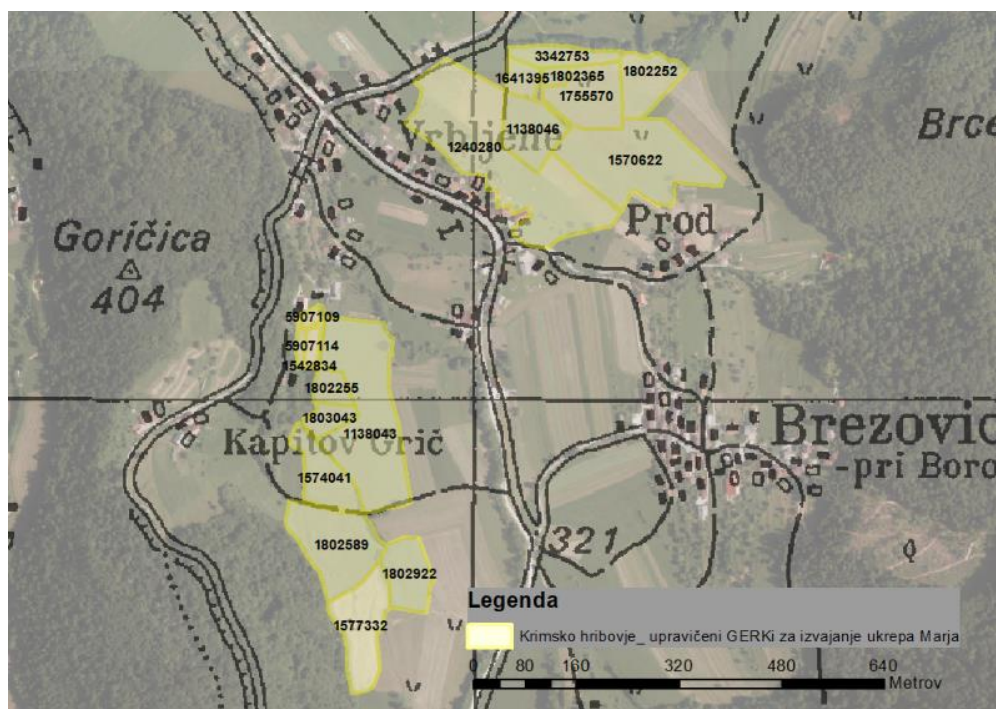 3342753
1641395 1802365 1802252
1755570
Brce
1138046
Vrbljene
1240280
1570622
Prod
Goričica
404
5907109
5907114
1542834
1802255
1803043
1138043
Kapitov Grič
Brezovic
-pri Boro
1574041
321
1802589
1802922
Legenda
Krimsko hribovje_ upravičeni GERKi za izvajanje ukrepa Marja
1577332
0 80 160 320 480 640
Metrov